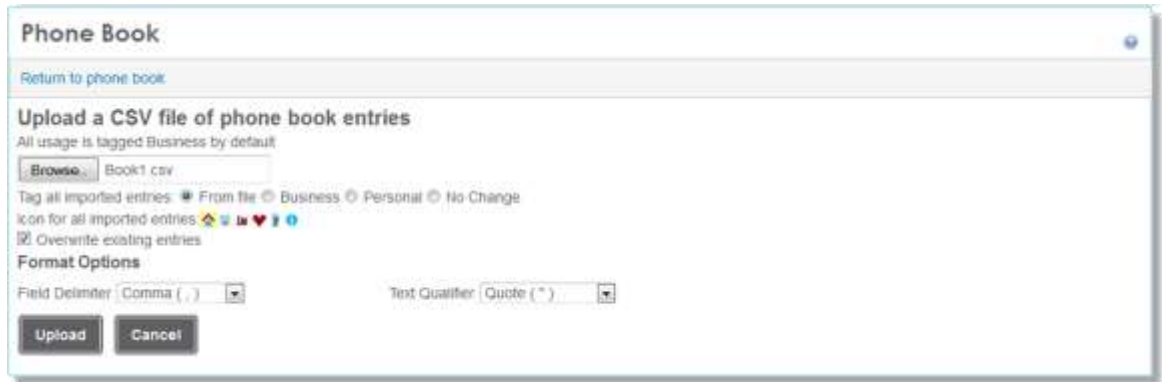 Phone Book
Return to phone book
Upload a CSV file of phone book entries
All usage is tagged Business by default
Browse.. Book1.csv
Tag all imported entries: From file Business Personal No Change
Icon for all imported entries:
Overwrite existing entries
Format Options
Field Delimiter Comma ( , ) Text Qualifier Quote ( " )
Upload Cancel